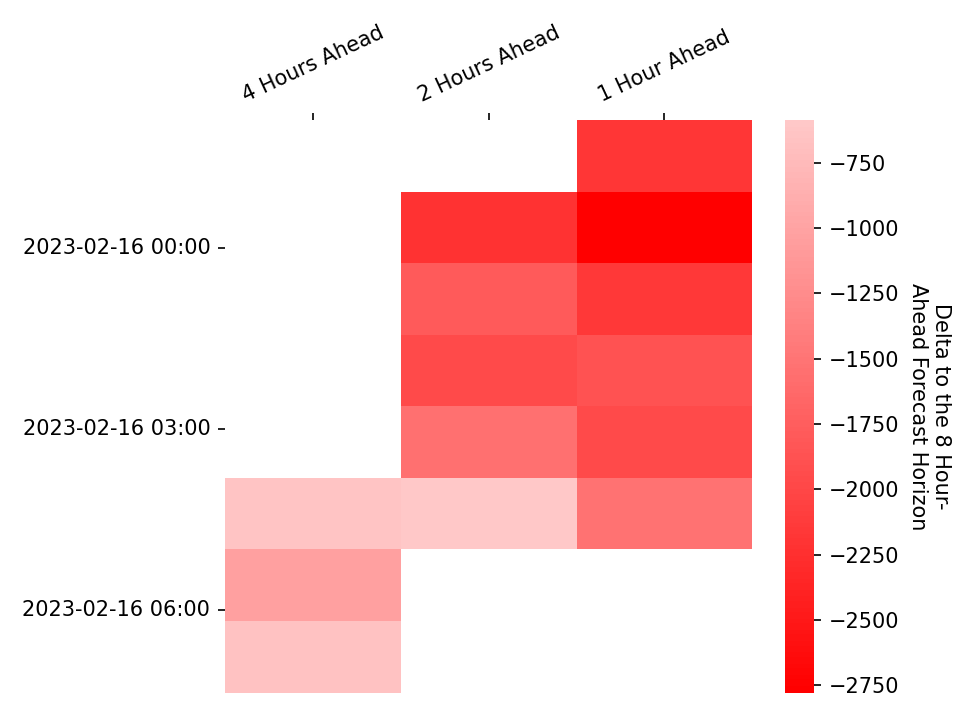 4 Hours Ahead
2 Hours Ahead
1 Hour Ahead
2023-02-16 00:00
2023-02-16 03:00
2023-02-16 06:00
−750
−1000
−1250
−1500
−1750
−2000
−2250
−2500
−2750
Delta to the 8 Hour-
Ahead Forecast Horizon